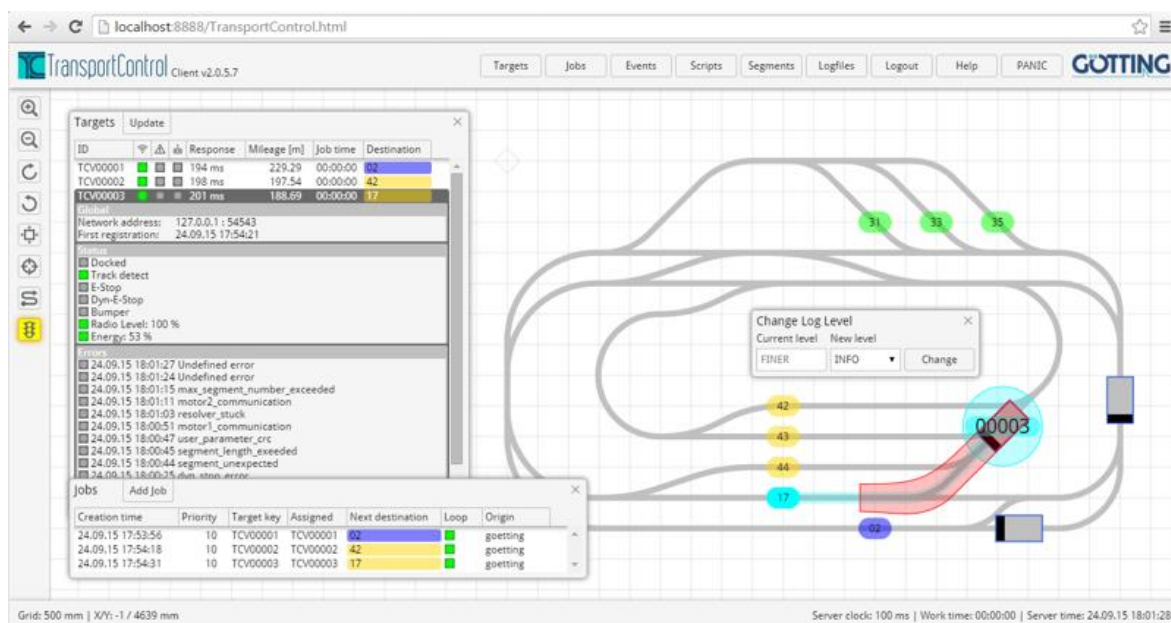 localhost:8888/TransportControl.html
TC TransportControl Client v2.0.5.7
Targets Jobs Events Scripts Segments Logfiles Logout Help PANIC GÖTTING
Targets Update
ID Response Mileage [m] Job time Destination
TCV00001 194 ms 229.29 00:00:00 02
TCV00002 198 ms 197.54 00:00:00 42
TCV00003 201 ms 188.69 00:00:00 17
Global
Network address: 127.0.0.1 : 54543
First registration: 24.09.15 17:54:21
Status
Docked
Track detect
E-Stop
Dyn-E-Stop
Bumper
Radio Level: 100 %
Energy: 53 %
Errors
24.09.15 18:01:27 Undefined error
24.09.15 18:01:24 Undefined error
24.09.15 18:01:15 max_segment_number_exceeded
24.09.15 18:01:11 motor2_communication
24.09.15 18:01:03 resolver_stuck
24.09.15 18:00:51 motor1_communication
24.09.15 18:00:47 user_parameter_crc
24.09.15 18:00:45 segment_length_exeeded
24.09.15 18:00:44 segment_unexpected
24.09.15 18:00:25 dyn_stop_error
Jobs Add Job
Creation time Priority Target key Assigned Next destination Loop Origin
24.09.15 17:53:56 10 TCV00001 TCV00001 02 goetting
24.09.15 17:54:18 10 TCV00002 TCV00002 42 goetting
24.09.15 17:54:31 10 TCV00003 TCV00003 17 goetting
31 33 35
Change Log Level
Current level New level
FINER INFO Change
42
00003
43
44
17
02
Grid: 500 mm | X/Y: -1 / 4639 mm
Server clock: 100 ms | Work time: 00:00:00 | Server time: 24.09.15 18:01:28